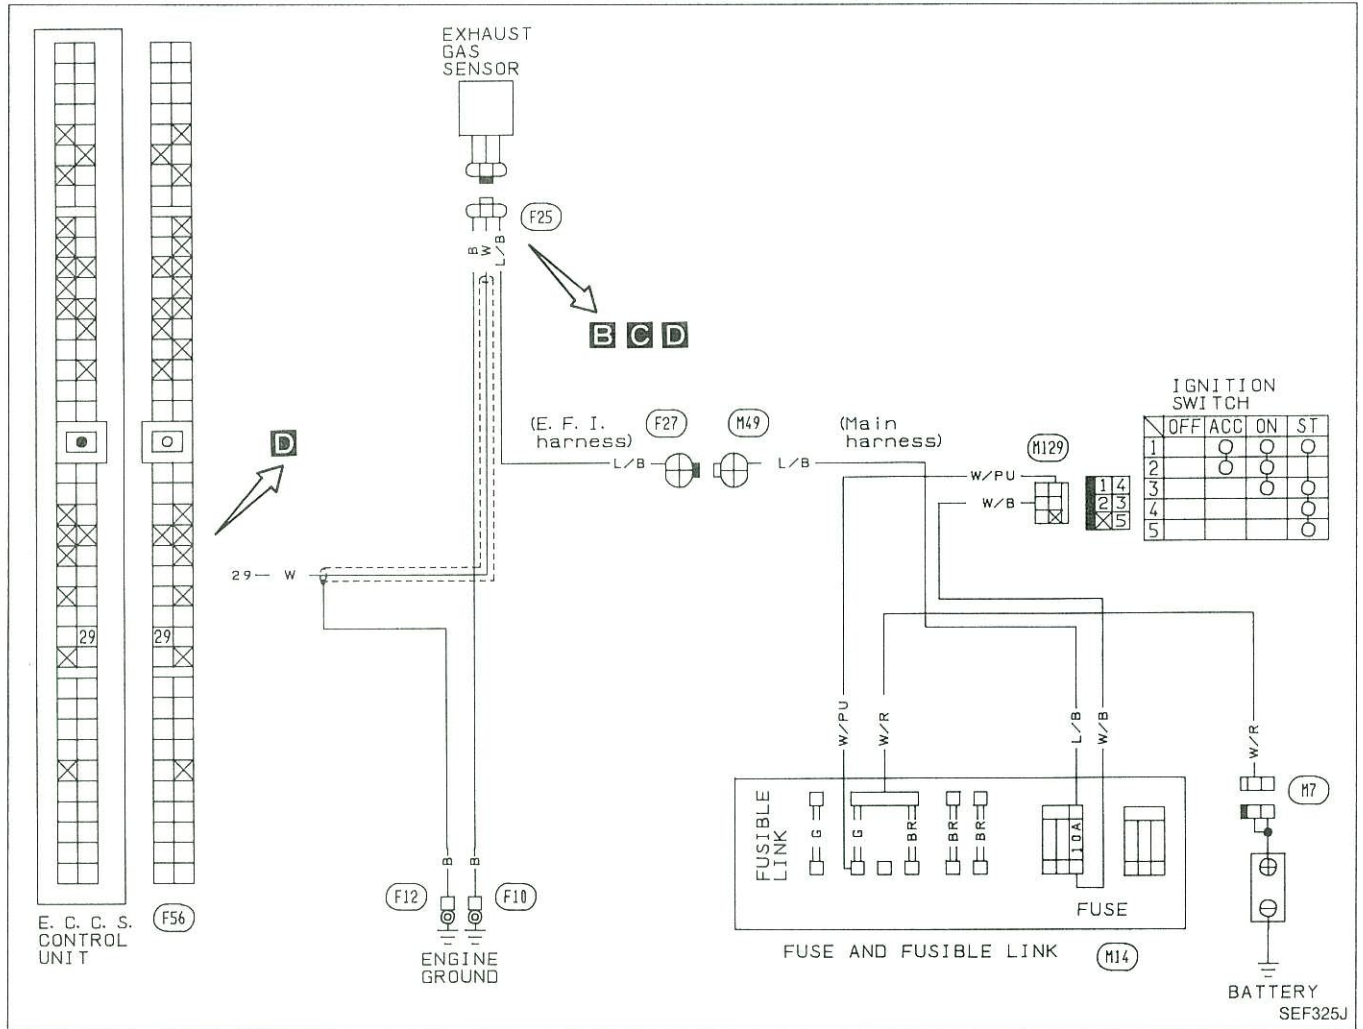 EXHAUST
GAS
SENSOR
F25
B
W
L/B
B C D
D
(E. F. I.
harness)
F27
M49
(Main
harness)
L/B
L/B
M129
W/PU
W/B
1 4
2 3
5
IGNITION
SWITCH
OFF ACC ON ST
1
2
3
4
5
29
W
29
29
W/PU
W/R
L/B
W/B
W/R
M7
FUSIBLE
LINK
G
G
BR
BR
BR
10A
FUSE
B
B
F12
F10
ENGINE
GROUND
E. C. C. S.
CONTROL
UNIT
F56
FUSE AND FUSIBLE LINK
M14
BATTERY
SEF325J